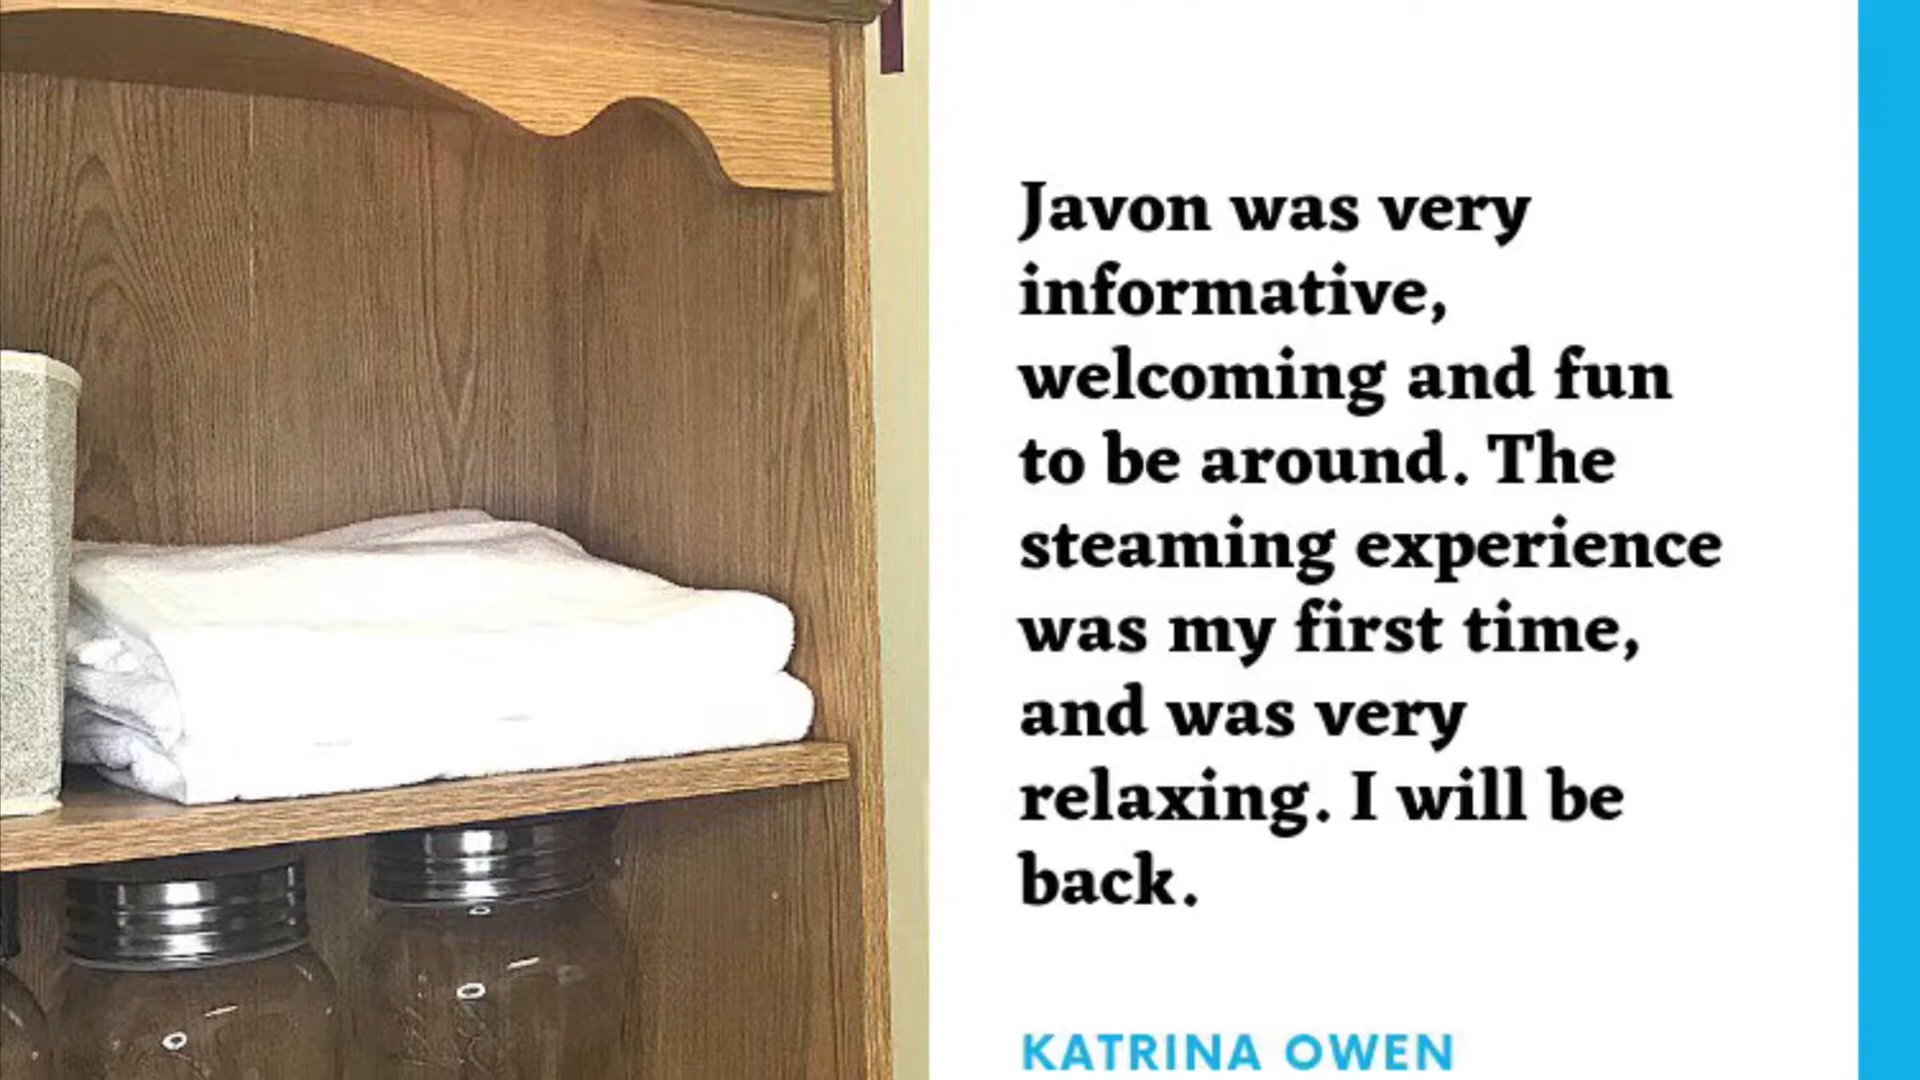 Javon was very
informative,
welcoming and fun
to be around. The
steaming experience
was my first time,
and was very
relaxing. I will be
back.
KATRINA OWEN